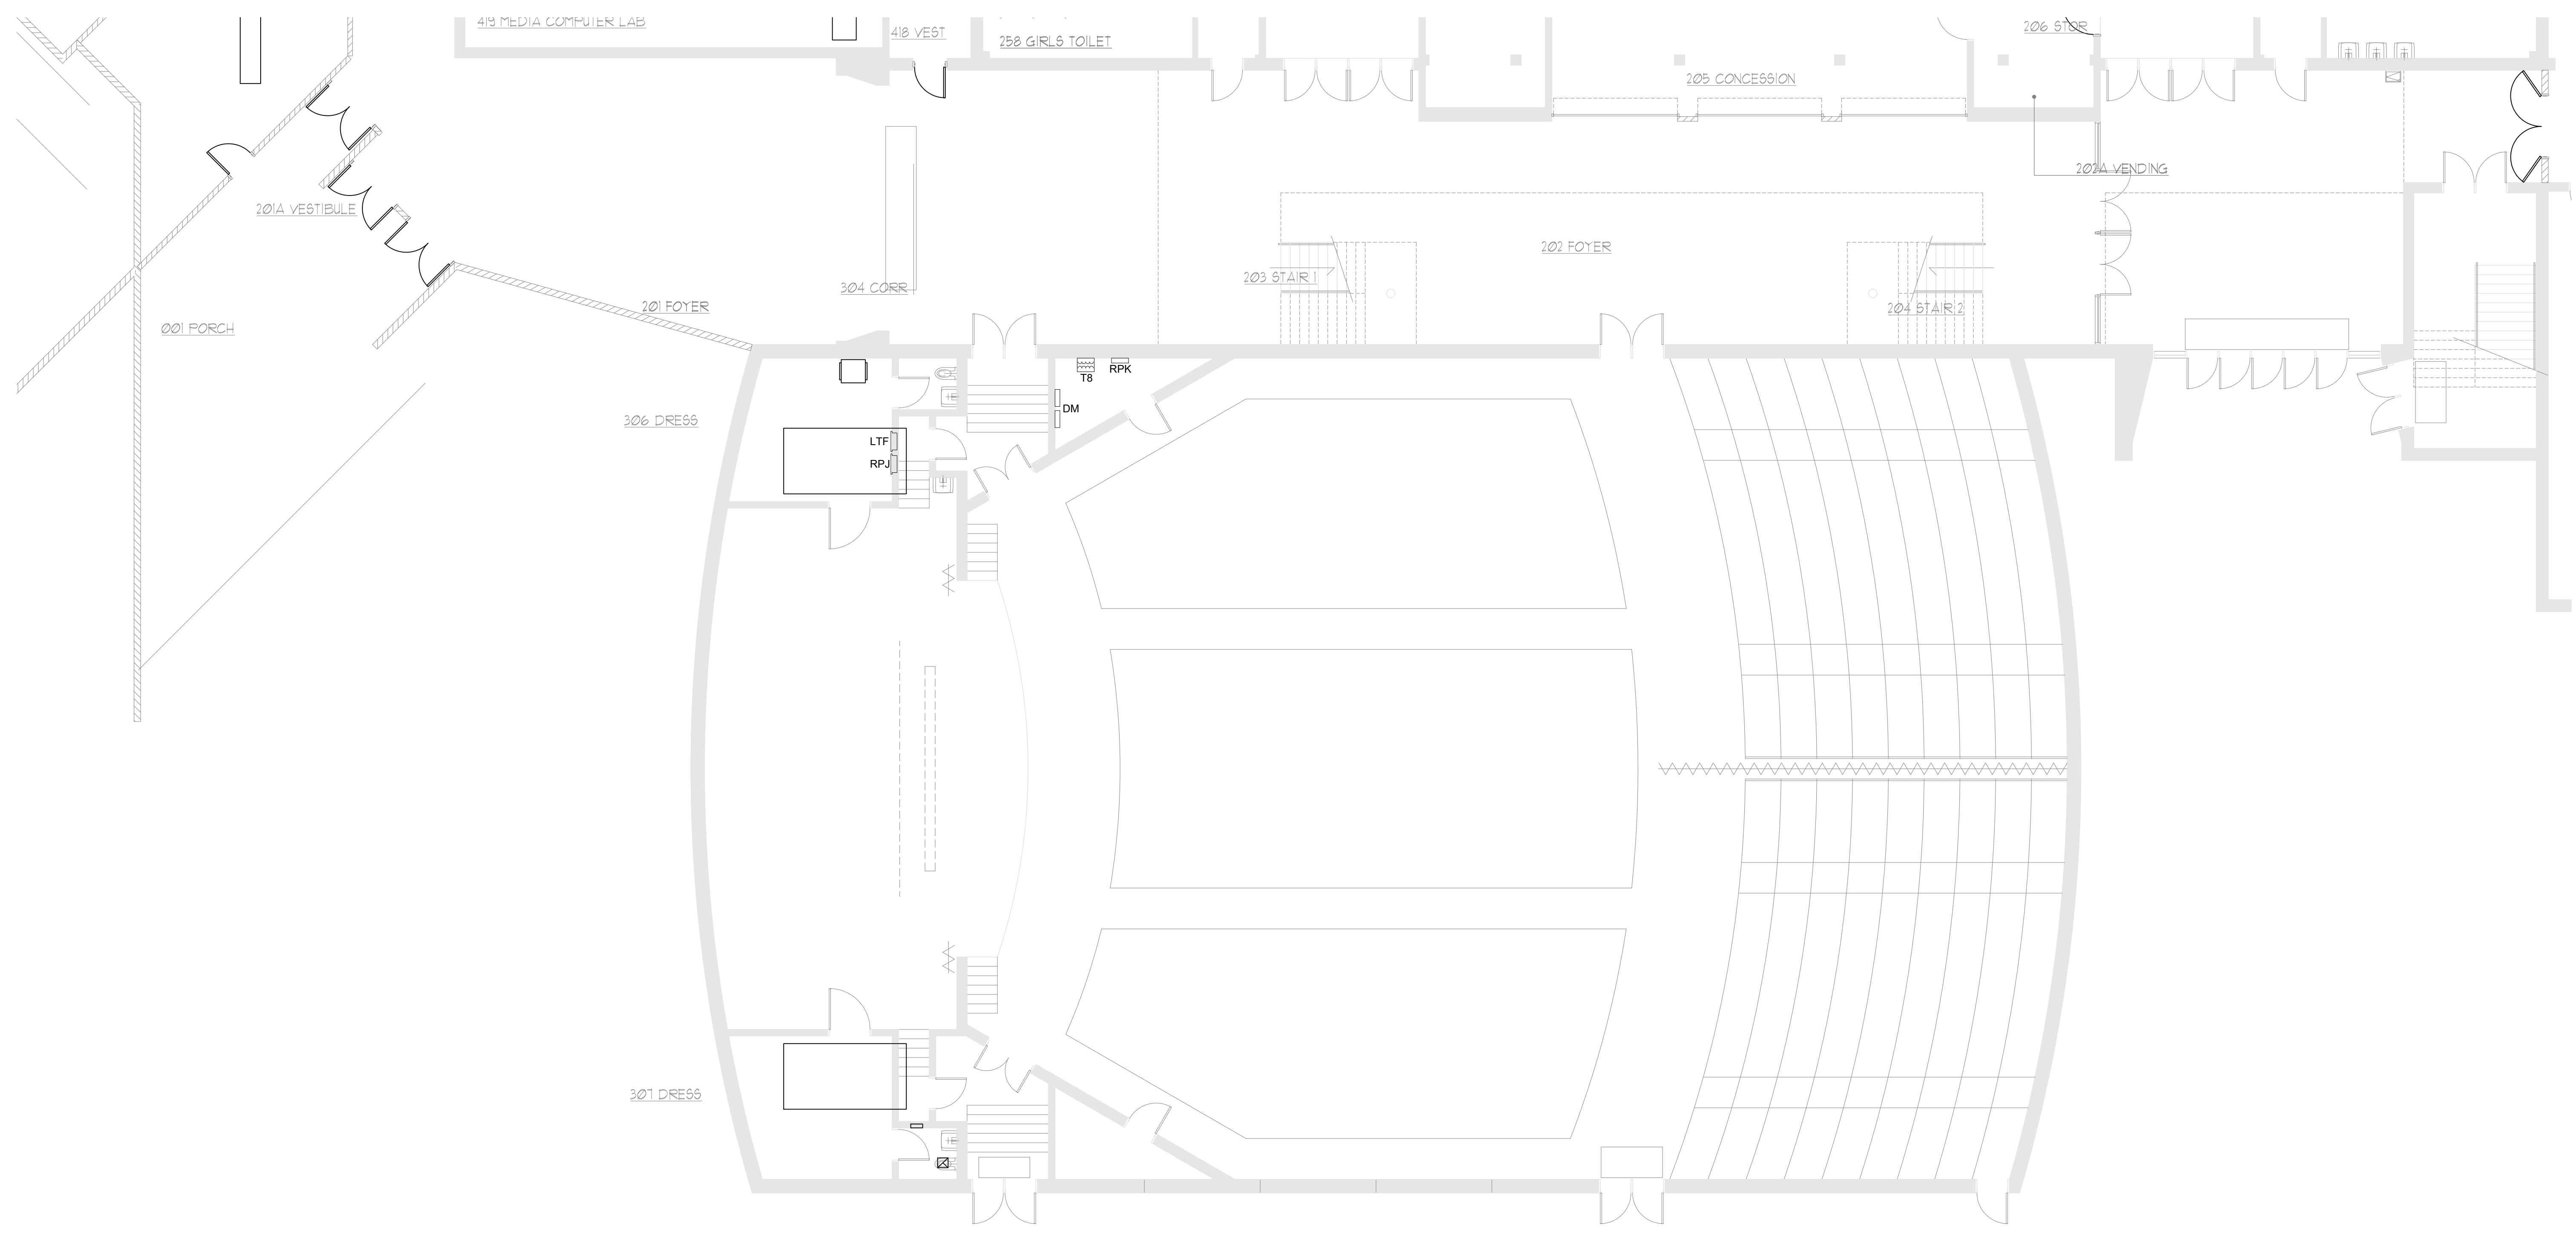 419 MEDIA COMPUTER LAB
418 VEST
258 GIRLS TOILET
206 STOR
205 CONCESSION
202A VENDING
201A VESTIBULE
202 FOYER
203 STAIR 1
304 CORR
201 FOYER
204 STAIR 2
001 PORCH
T8
RPK
DM
306 DRESS
LTF
RPJ
307 DRESS